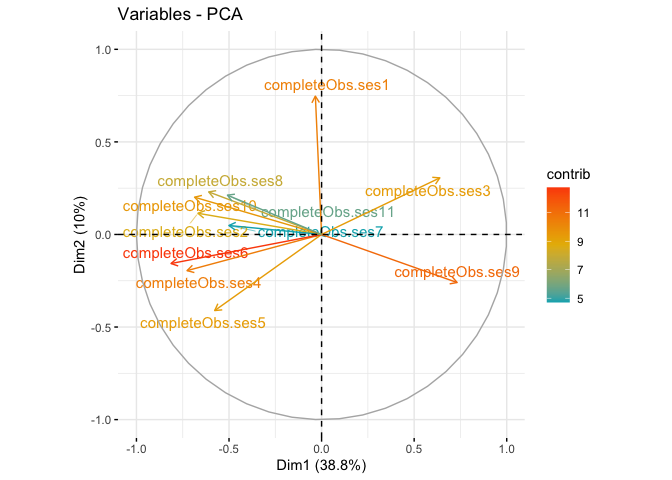 Variables - PCA
1.0
completeObs.ses1
0.5
completeObs.ses8
completeObs.ses3
completeObs.ses10
completeObs.ses11
completeObs.ses2
completeObs.ses7
0.0
completeObs.ses6
completeObs.ses9
completeObs.ses4
completeObs.ses5
-0.5
-1.0
-1.0
-0.5
0.0
0.5
1.0
Dim1 (38.8%)
Dim2 (10%)
contrib
11
9
7
5